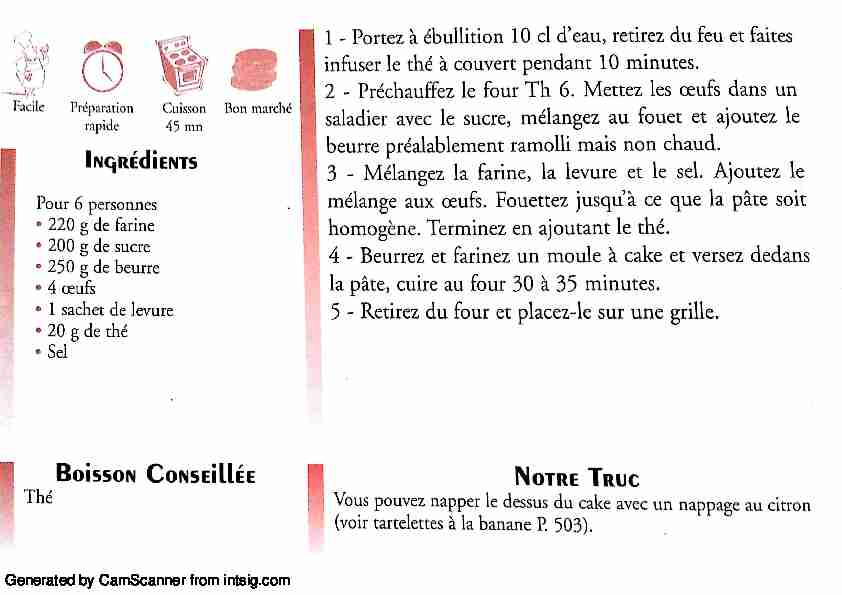 Facile
Préparation
rapide
Cuisson
45 mn
Bon marché
Ingrédients
Pour 6 personnes
• 220 g de farine
• 200 g de sucre
• 250 g de beurre
• 4 œufs
• 1 sachet de levure
• 20 g de thé
• Sel
1 - Portez à ébullition 10 cl d'eau, retirez du feu et faites
infuser le thé à couvert pendant 10 minutes.
2 - Préchauffez le four Th 6. Mettez les œufs dans un
saladier avec le sucre, mélangez au fouet et ajoutez le
beurre préalablement ramolli mais non chaud.
3 - Mélangez la farine, la levure et le sel. Ajoutez le
mélange aux œufs. Fouettez jusqu'à ce que la pâte soit
homogène. Terminez en ajoutant le thé.
4 - Beurrez et farinez un moule à cake et versez dedans
la pâte, cuire au four 30 à 35 minutes.
5 - Retirez du four et placez-le sur une grille.
Boisson Conseillée
Thé
Notre Truc
Vous pouvez napper le dessus du cake avec un nappage au citron
(voir tartelettes à la banane P. 503).
Generated by CamScanner from intsig.com